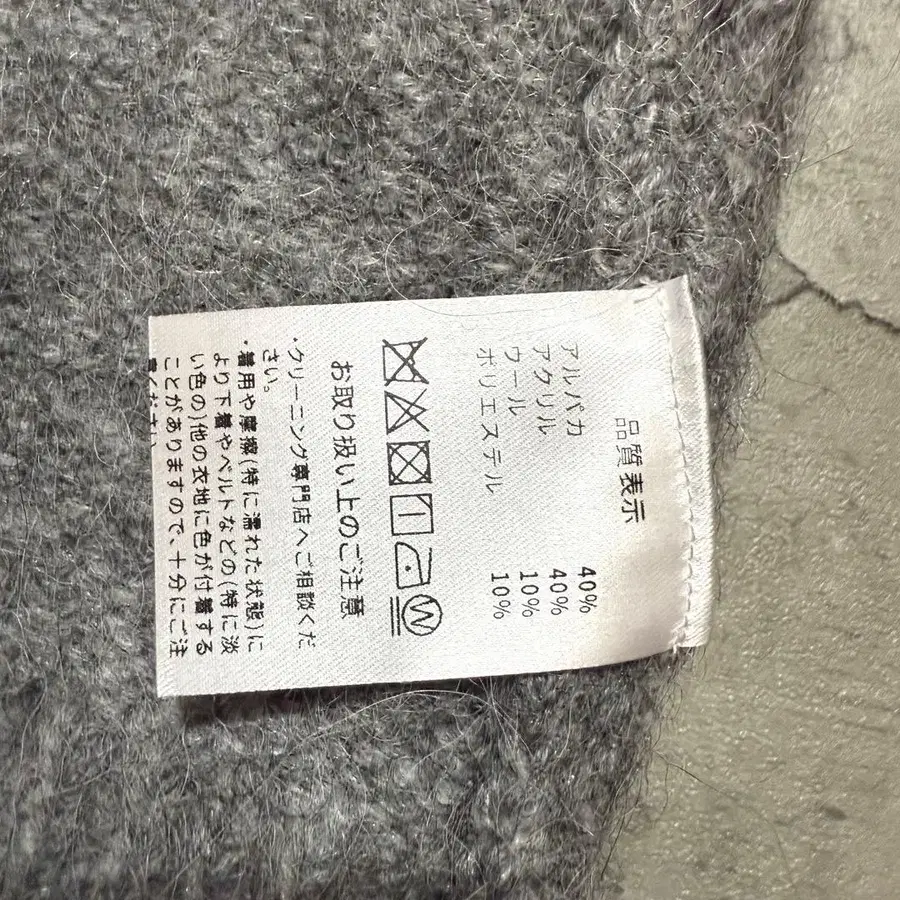 品質表示
アルパカ 40%
アクリル 40%
ウール 10%
ポリエステル 10%
W
お取り扱い上のご注意
・クリーニング専門店へご相談くだ
さい。
・着用や摩擦(特に濡れた状態)に
より下着やベルトなどの(特に淡
い色の)他の衣地に色が付着する
ことがありますので、十分にご注
意ください